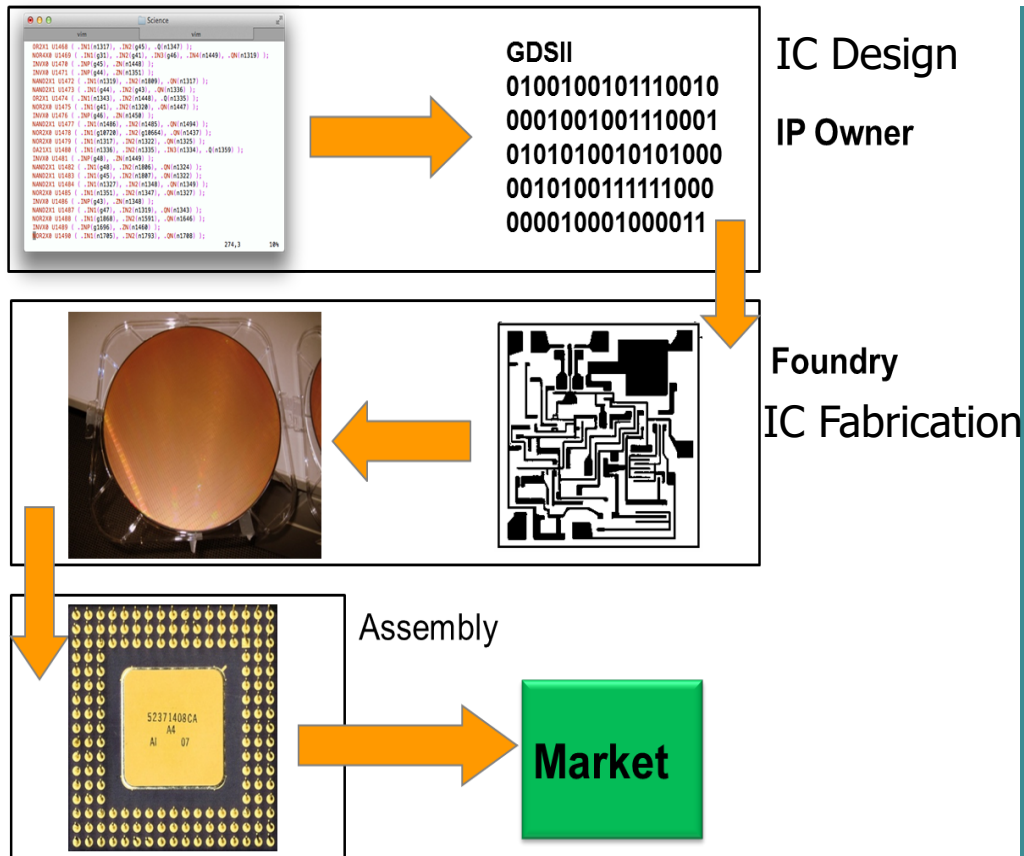 Science
vim
vim
OR2X1 U1468 ( .IN1(n1317), .IN2(g45), .Q(n1347) );
NOR4X0 U1469 ( .IN1(g31), .IN2(g41), .IN3(g46), .IN4(n1449), .QN(n1319) );
INVX0 U1470 ( .INP(g45), .ZN(n1448) );
INVX0 U1471 ( .INP(g44), .ZN(n1351) );
NAND2X1 U1472 ( .IN1(n1319), .IN2(n1809), .QN(n1317) );
NAND2X1 U1473 ( .IN1(g44), .IN2(g43), .QN(n1336) );
OR2X1 U1474 ( .IN1(n1343), .IN2(n1448), .Q(n1335) );
NOR2X0 U1475 ( .IN1(g41), .IN2(n1320), .QN(n1447) );
INVX0 U1476 ( .INP(g46), .ZN(n1450) );
NAND2X1 U1477 ( .IN1(n1486), .IN2(n1485), .QN(n1494) );
NOR2X0 U1478 ( .IN1(g10720), .IN2(g10664), .QN(n1437) );
NOR2X0 U1479 ( .IN1(n1317), .IN2(n1322), .QN(n1325) );
OA21X1 U1480 ( .IN1(n1336), .IN2(n1335), .IN3(n1334), .Q(n1359) );
INVX0 U1481 ( .INP(g48), .ZN(n1449) );
NAND2X1 U1482 ( .IN1(g48), .IN2(n1806), .QN(n1324) );
NAND2X1 U1483 ( .IN1(g45), .IN2(n1807), .QN(n1322) );
NAND2X1 U1484 ( .IN1(n1327), .IN2(n1348), .QN(n1349) );
NOR2X0 U1485 ( .IN1(n1351), .IN2(n1347), .QN(n1327) );
INVX0 U1486 ( .INP(g43), .ZN(n1348) );
NAND2X1 U1487 ( .IN1(g47), .IN2(n1319), .QN(n1343) );
NOR2X0 U1488 ( .IN1(g1868), .IN2(n1591), .QN(n1646) );
INVX0 U1489 ( .INP(g1696), .ZN(n1460) );
NOR2X0 U1490 ( .IN1(n1705), .IN2(n1793), .QN(n1708) );
274,3 10%
GDSII
0100100101110010
0001001001110001
0101010010101000
0010100111111000
000010001000011
IC Design
IP Owner
Foundry
IC Fabrication
Assembly
52371408CA
A4
AI 07
Market